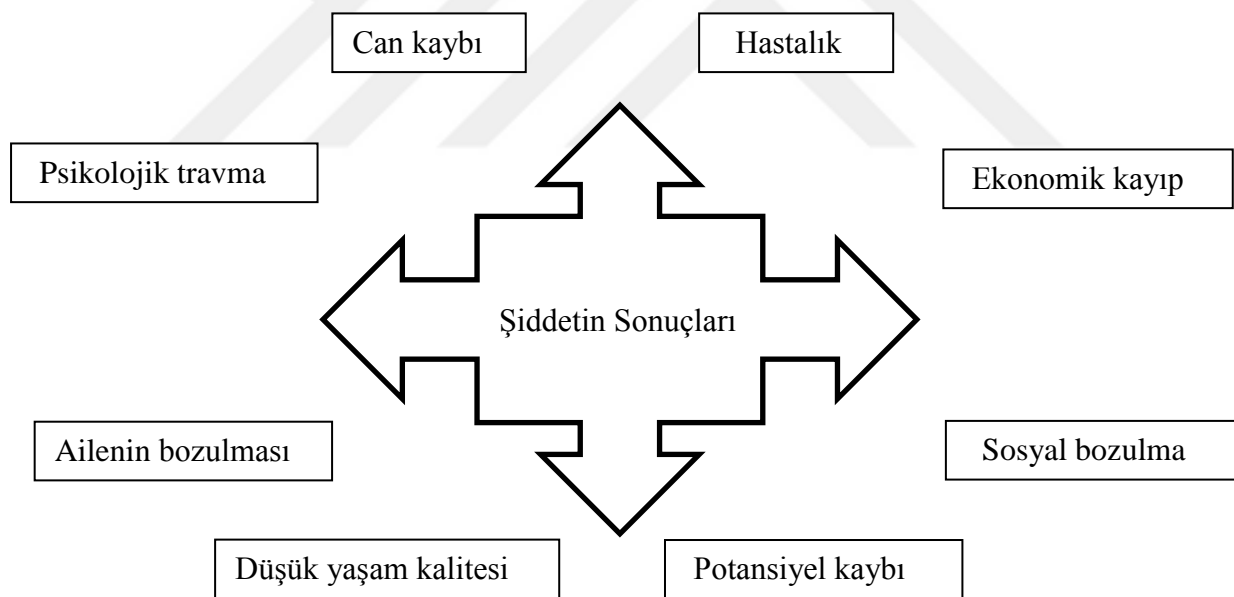 Can kaybı
Hastalık
Psikolojik travma
Ekonomik kayıp
Şiddetin Sonuçları
Ailenin bozulması
Sosyal bozulma
Düşük yaşam kalitesi
Potansiyel kaybı